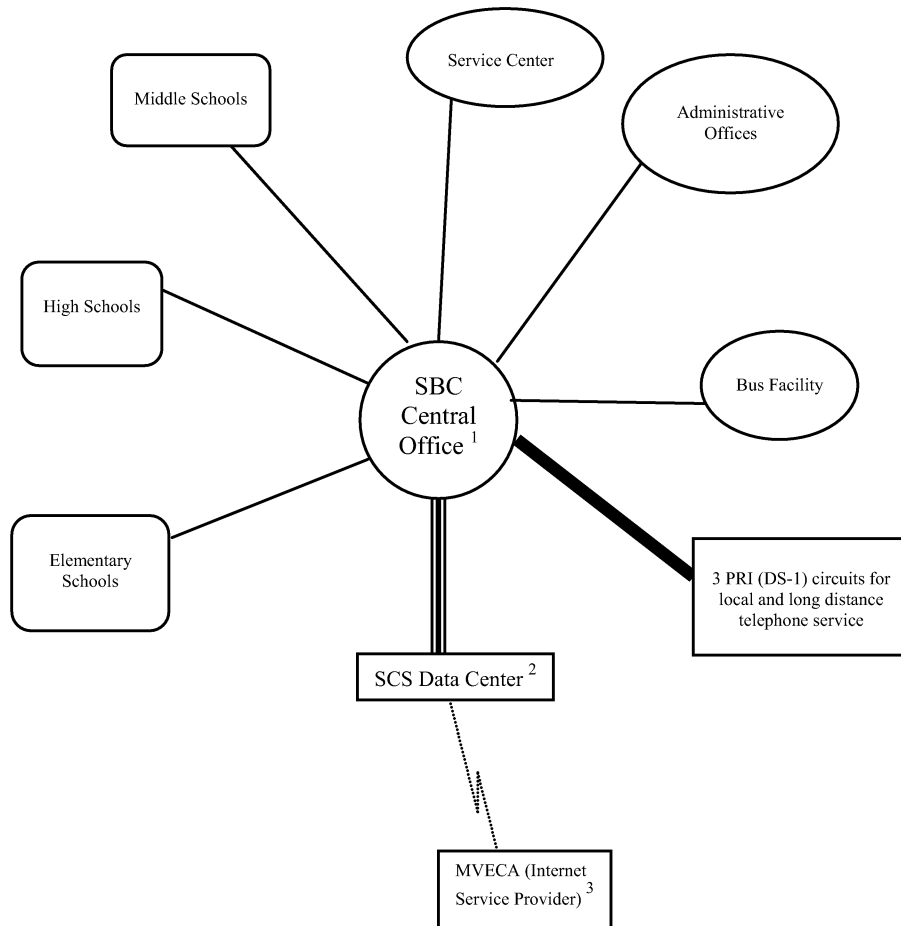 Service Center
Middle Schools
Administrative
Offices
High Schools
SBC
Central
Office 1
Bus Facility
Elementary
Schools
3 PRI (DS-1) circuits for
local and long distance
telephone service
SCS Data Center 2
MVECA (Internet
Service Provider) 3